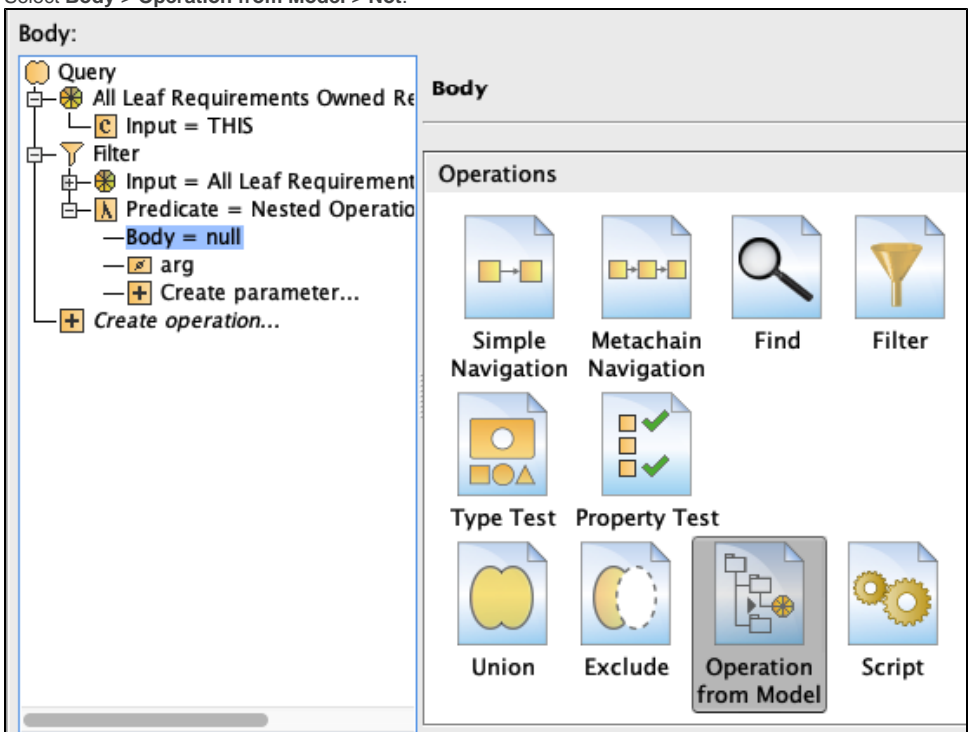 Select Body > Operation from Model > Not.
Body:
Query
All Leaf Requirements Owned Re
Input = THIS
Filter
Input = All Leaf Requirement
Predicate = Nested Operatio
Body = null
arg
Create parameter...
Create operation...
Body
Operations
Simple Navigation
Metachain Navigation
Find
Filter
Type Test
Property Test
Union
Exclude
Operation from Model
Script